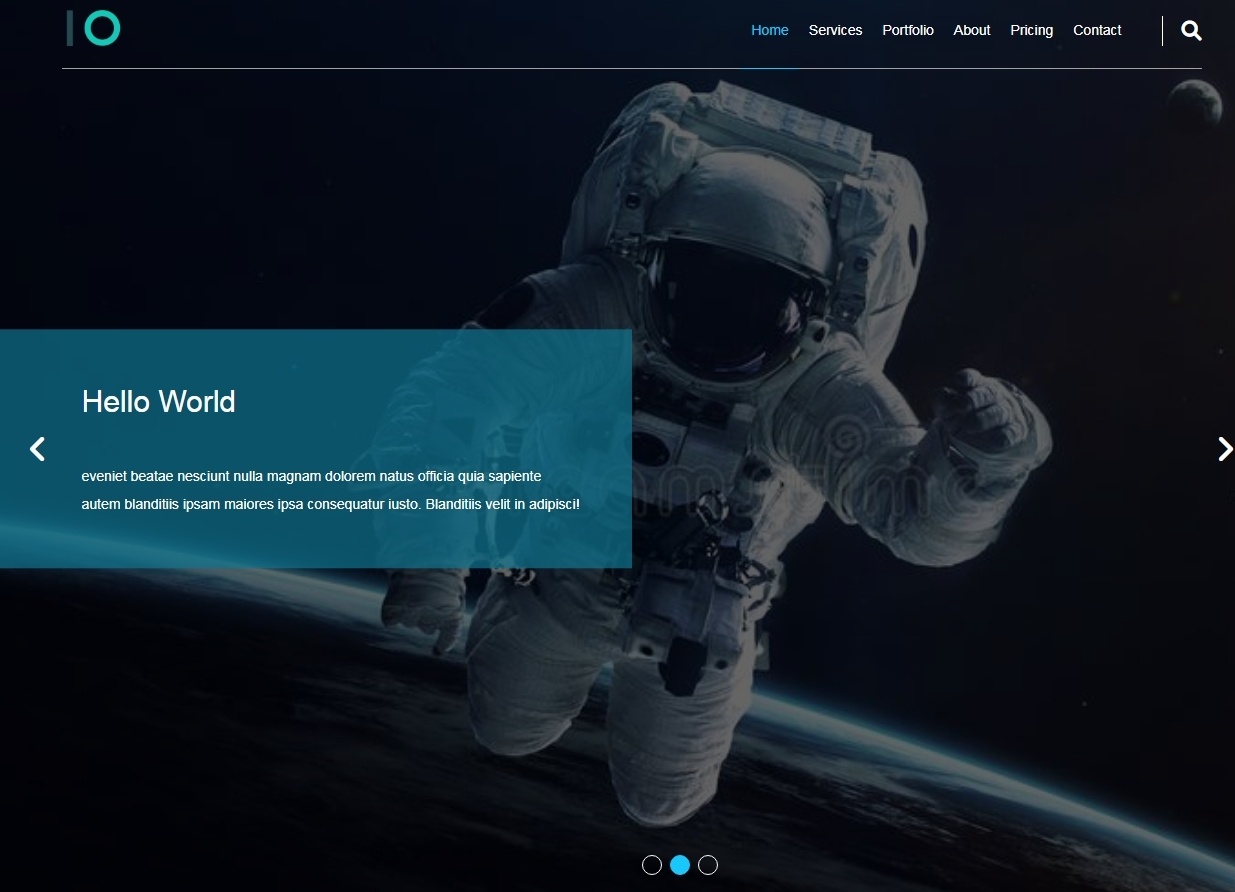 IO
Home Services Portfolio About Pricing Contact
Hello World
eveniet beatae nesciunt nulla magnam dolorem natus officia quia sapiente
autem blanditiis ipsam maiores ipsa consequatur iusto. Blanditiis velit in adipisci!